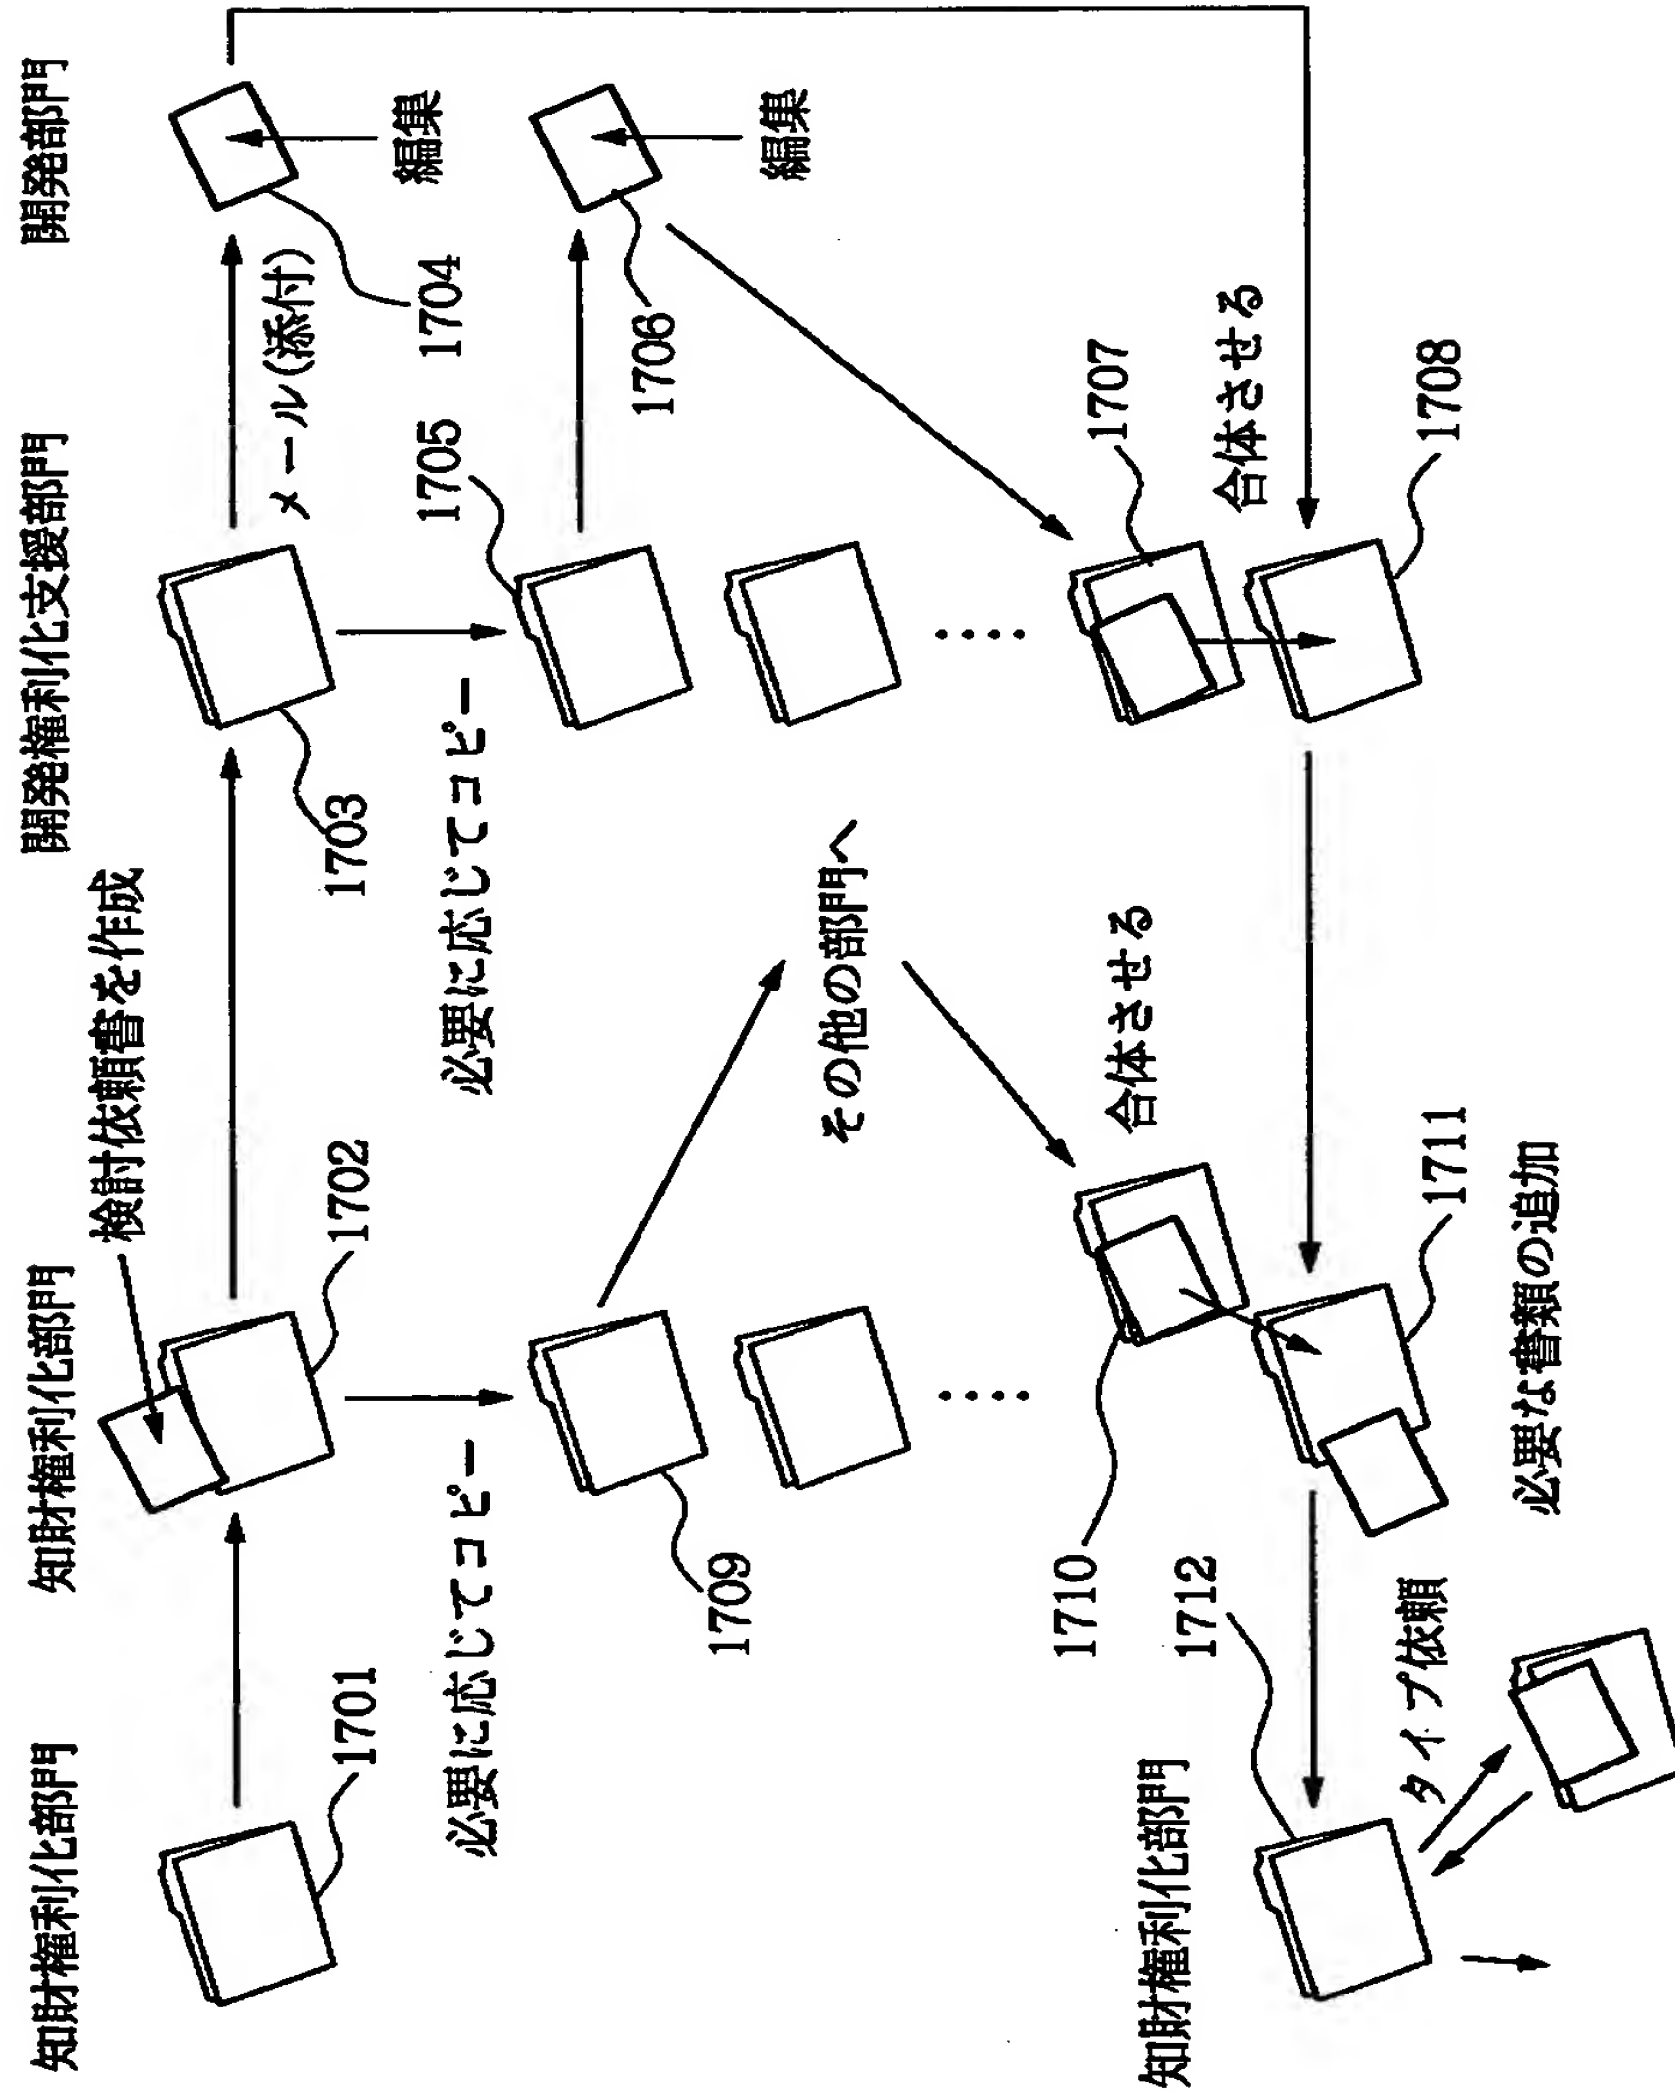 知財権利化部門
知財権利化部門
開発権利化支援部門
開発部門
検討依頼書を作成
1701
1702
1703
メール(添付)
1704
編集
必要に応じてコピー
必要に応じてコピー
1705
1706
編集
1709
その他の部門へ
1710
合体させる
1707
合体させる
知財権利化部門
1712
1711
1708
タイプ依頼
必要な書類の追加